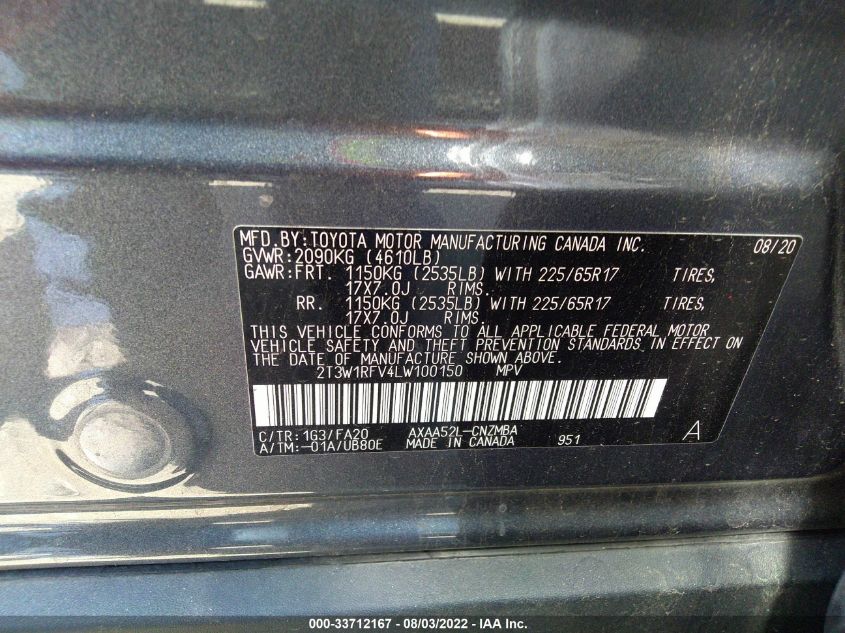 MFD.BY:TOYOTA MOTOR MANUFACTURING CANADA INC. 08/20
GVWR:2090KG (4610LB)
GAWR:FRT. 1150KG (2535LB) WITH 225/65R17 TIRES,
17X7.0J RIMS.
RR. 1150KG (2535LB) WITH 225/65R17 TIRES,
17X7.0J RIMS.
THIS VEHICLE CONFORMS TO ALL APPLICABLE FEDERAL MOTOR
VEHICLE SAFETY AND THEFT PREVENTION STANDARDS IN EFFECT ON
THE DATE OF MANUFACTURE SHOWN ABOVE.
2T3W1RFV4LW100150 MPV
C/TR:1G3/FA20 AXAA52L-CNZMBA
A/TM:-01A/UB80E MADE IN CANADA 951 A
000-33712167 - 08/03/2022 - IAA Inc.